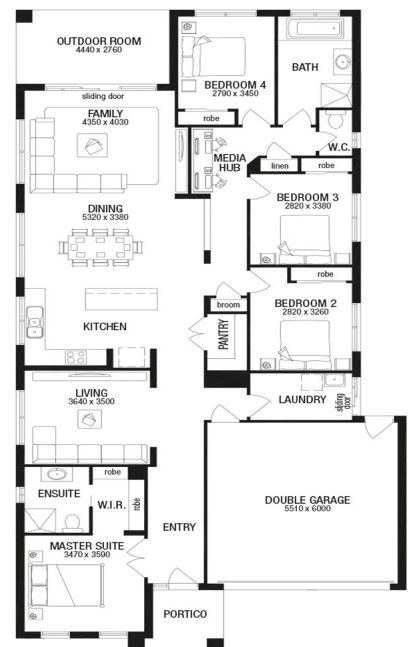 OUTDOOR ROOM
4440 x 2760
sliding door
BEDROOM 4
2790 x 3450
robe
BATH
W.C.
FAMILY
4350 x 4030
MEDIA
HUB
linen
robe
DINING
5320 x 3380
BEDROOM 3
2820 x 3380
robe
BEDROOM 2
2820 x 3260
broom
KITCHEN
PANTRY
LIVING
3640 x 3500
LAUNDRY
sliding
door
robe
ENSUITE
W.I.R.
robe
DOUBLE GARAGE
5510 x 6000
ENTRY
MASTER SUITE
3470 x 3590
PORTICO